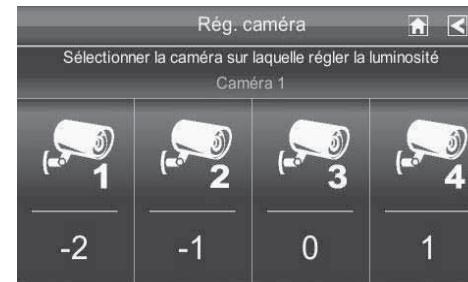 Rég. caméra
Sélectionner la caméra sur laquelle régler la luminosité
Caméra 1
1 2 3 4
-2 -1 0 1